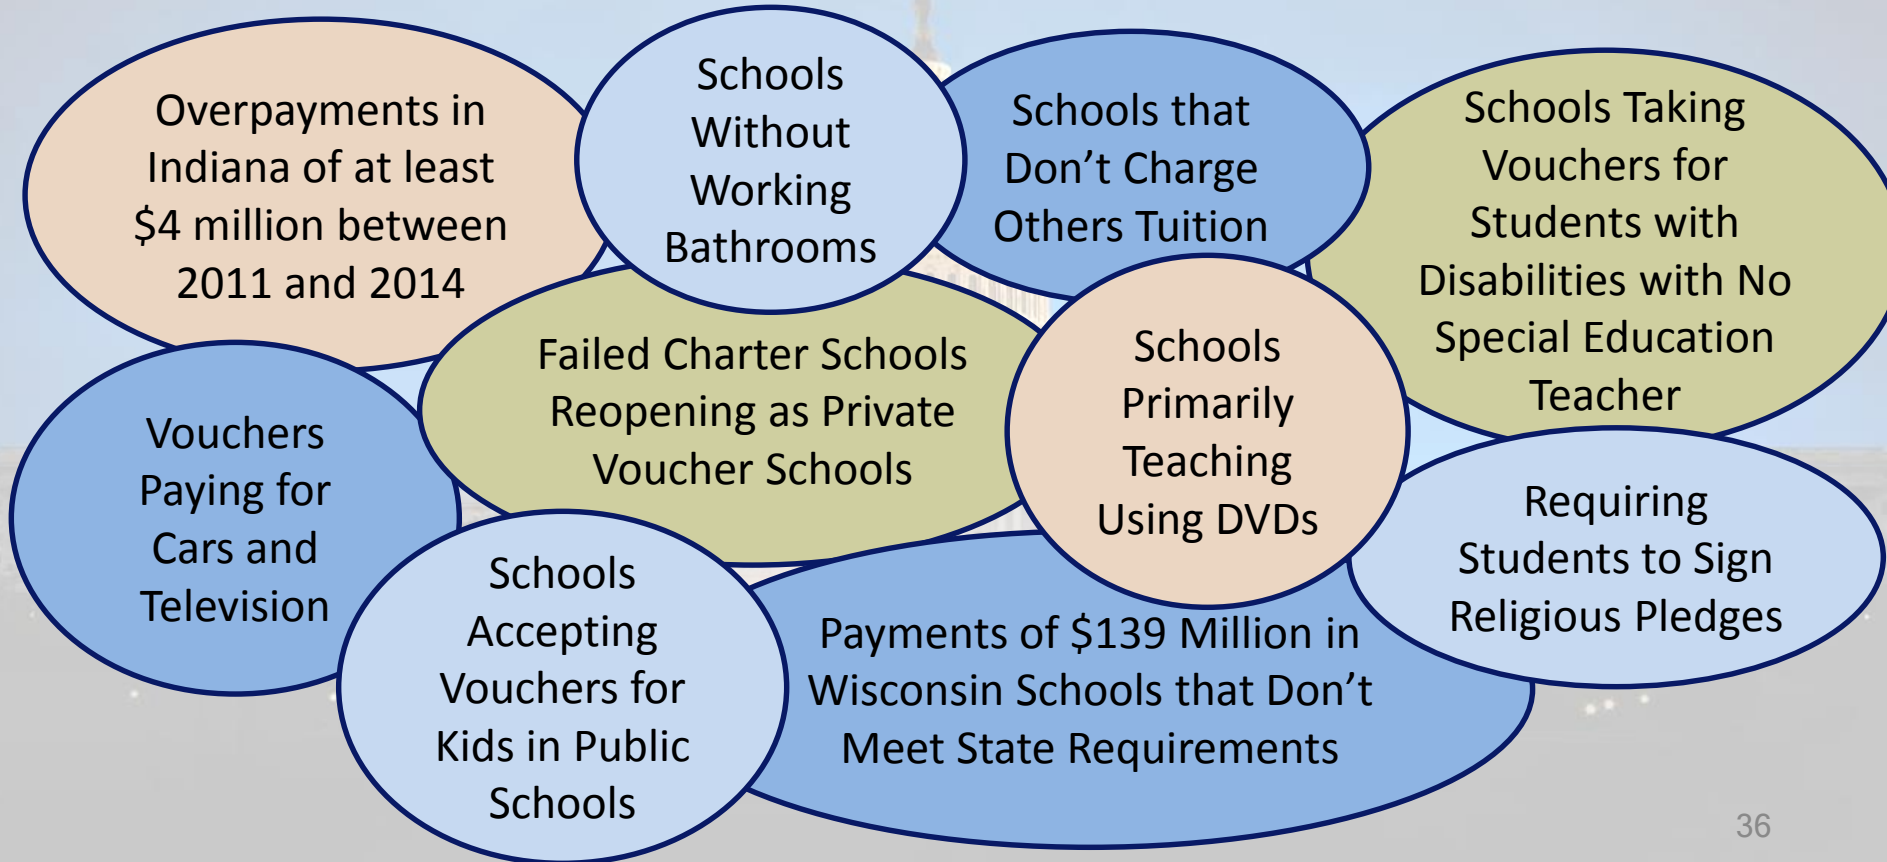 Overpayments in
Indiana of at least
$4 million between
2011 and 2014
Schools
Without
Working
Bathrooms
Schools that
Don’t Charge
Others Tuition
Schools Taking
Vouchers for
Students with
Disabilities with No
Special Education
Teacher
Failed Charter Schools
Reopening as Private
Voucher Schools
Schools
Primarily
Teaching
Using DVDs
Vouchers
Paying for
Cars and
Television
Requiring
Students to Sign
Religious Pledges
Schools
Accepting
Vouchers for
Kids in Public
Schools
Payments of $139 Million in
Wisconsin Schools that Don’t
Meet State Requirements
36